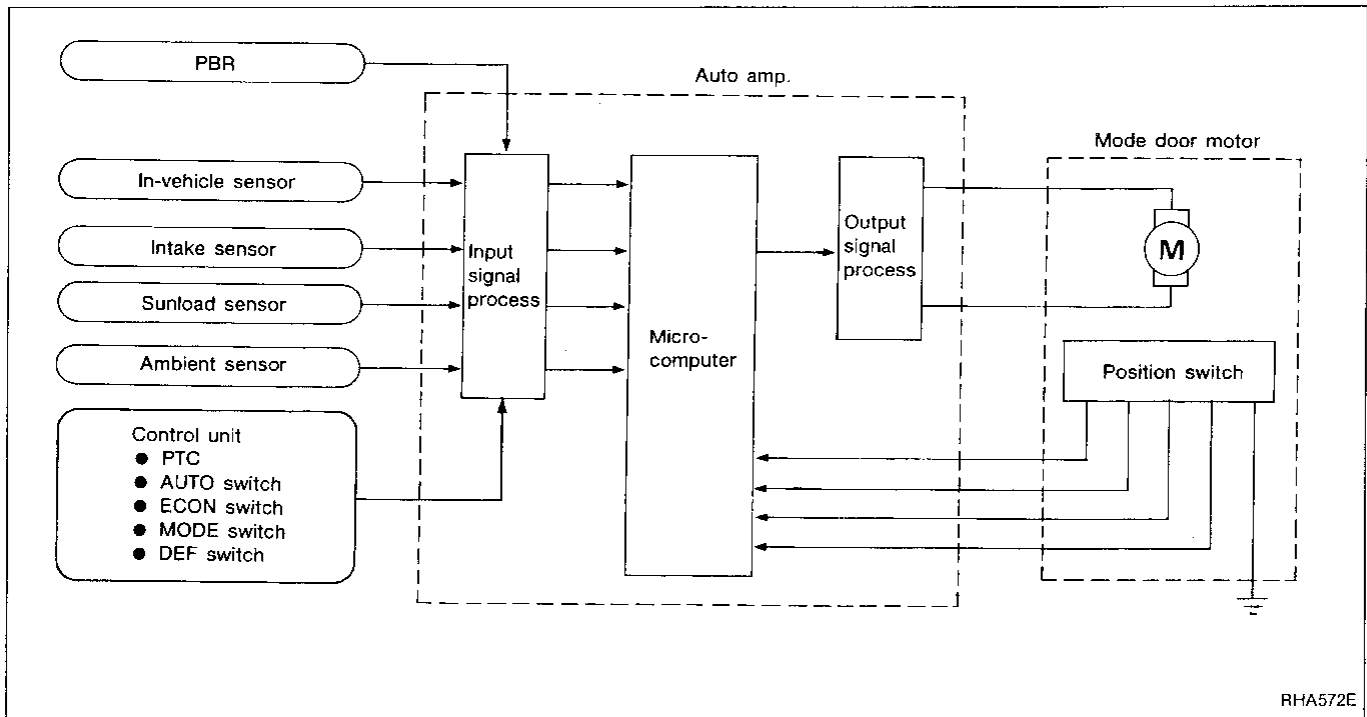 PBR
Auto amp.
Mode door motor
In-vehicle sensor
Intake sensor
Sunload sensor
Ambient sensor
Input
signal
process
Micro-
computer
Output
signal
process
M
Position switch
Control unit
● PTC
● AUTO switch
● ECON switch
● MODE switch
● DEF switch
RHA572E